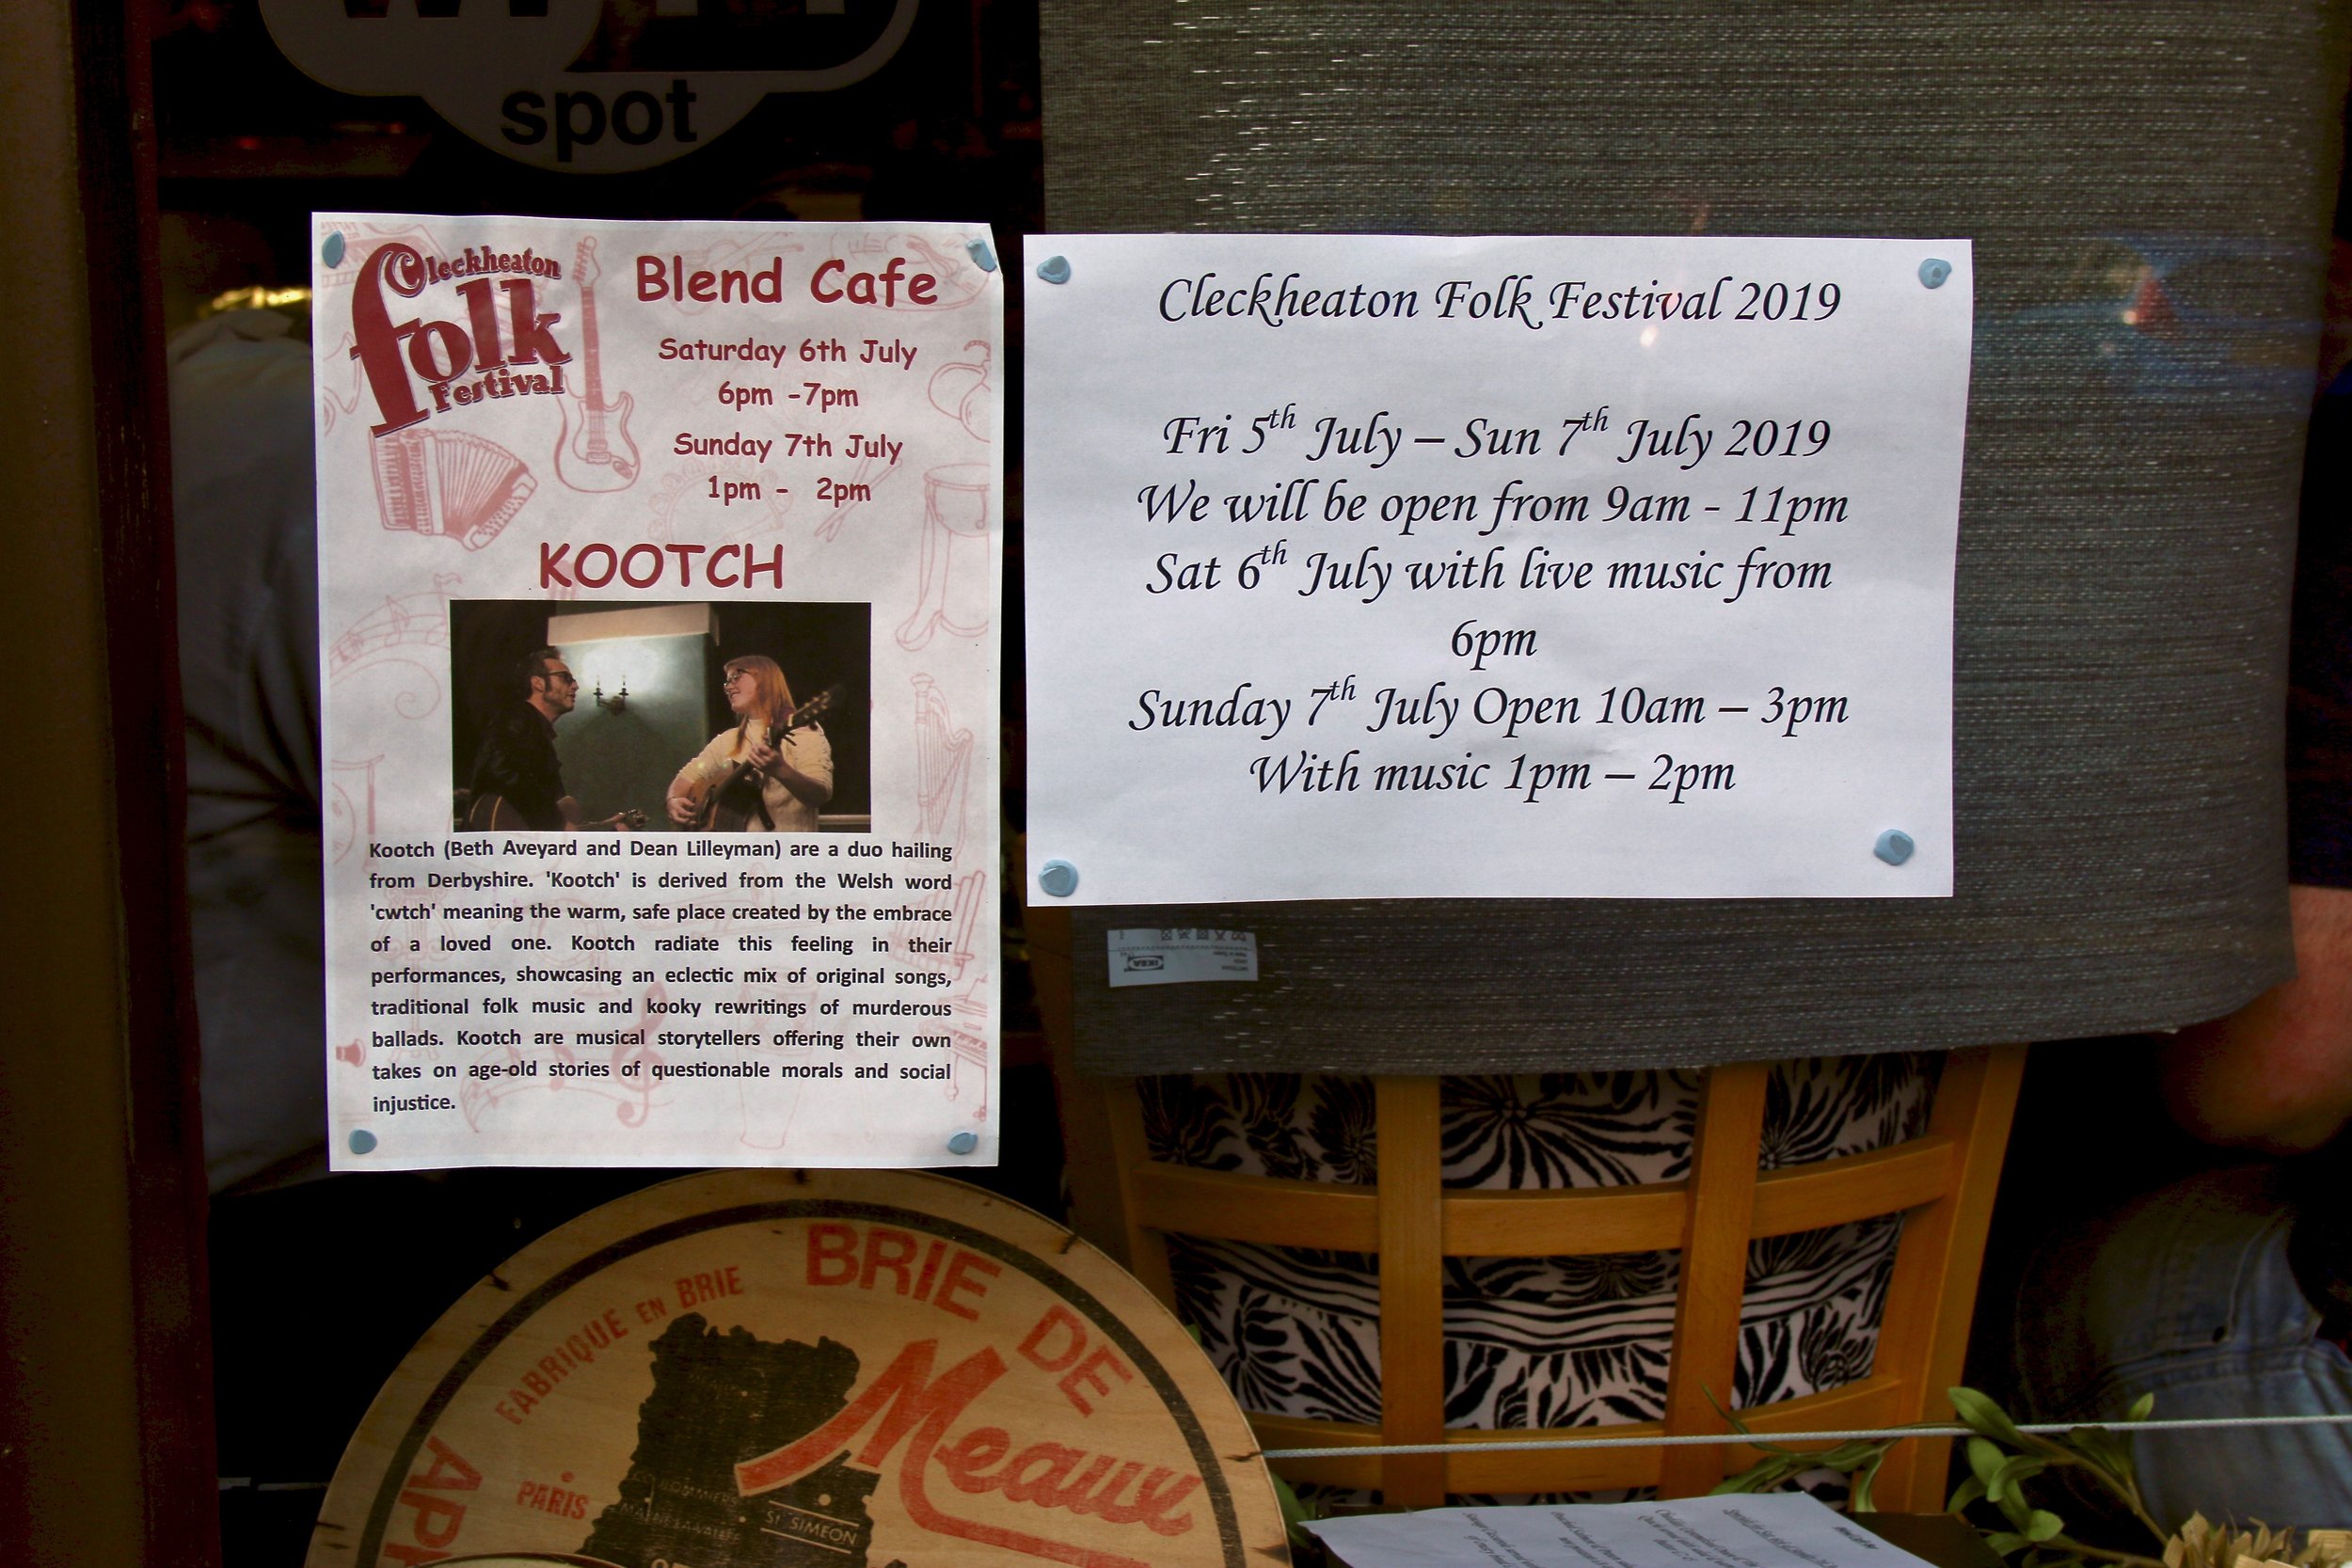 spot
Cleckheaton
folk
Festival
Blend Cafe
Saturday 6th July
6pm -7pm
Sunday 7th July
1pm - 2pm
KOOTCH
Kootch (Beth Aveyard and Dean Lilleyman) are a duo hailing
from Derbyshire. 'Kootch' is derived from the Welsh word
'cwtch' meaning the warm, safe place created by the embrace
of a loved one. Kootch radiate this feeling in their
performances, showcasing an eclectic mix of original songs,
traditional folk music and kooky rewritings of murderous
ballads. Kootch are musical storytellers offering their own
takes on age-old stories of questionable morals and social
injustice.
Cleckheaton Folk Festival 2019
Fri 5th July – Sun 7th July 2019
We will be open from 9am - 11pm
Sat 6th July with live music from
6pm
Sunday 7th July Open 10am – 3pm
With music 1pm – 2pm
IKEA
BRIE DE
Meaux
FABRIQUE EN BRIE
PARIS
ST SIMEON